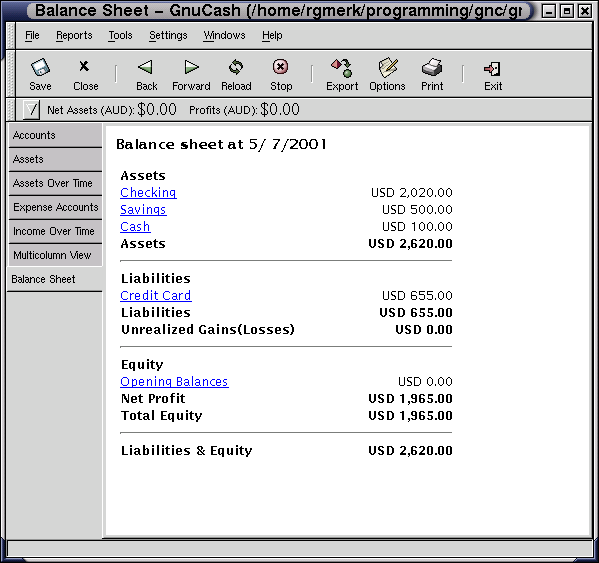 Balance Sheet – GnuCash (/home/rgmerk/programming/gnc/gn
File Reports Tools Settings Windows Help
Save Close Back Forward Reload Stop Export Options Print Exit
Net Assets (AUD): $0.00 Profits (AUD): $0.00
Accounts
Assets
Assets Over Time
Expense Accounts
Income Over Time
Multicolumn View
Balance Sheet
Balance sheet at 5/ 7/2001
Assets
Checking USD 2,020.00
Savings USD 500.00
Cash USD 100.00
Assets USD 2,620.00
Liabilities
Credit Card USD 655.00
Liabilities USD 655.00
Unrealized Gains(Losses) USD 0.00
Equity
Opening Balances USD 0.00
Net Profit USD 1,965.00
Total Equity USD 1,965.00
Liabilities & Equity USD 2,620.00